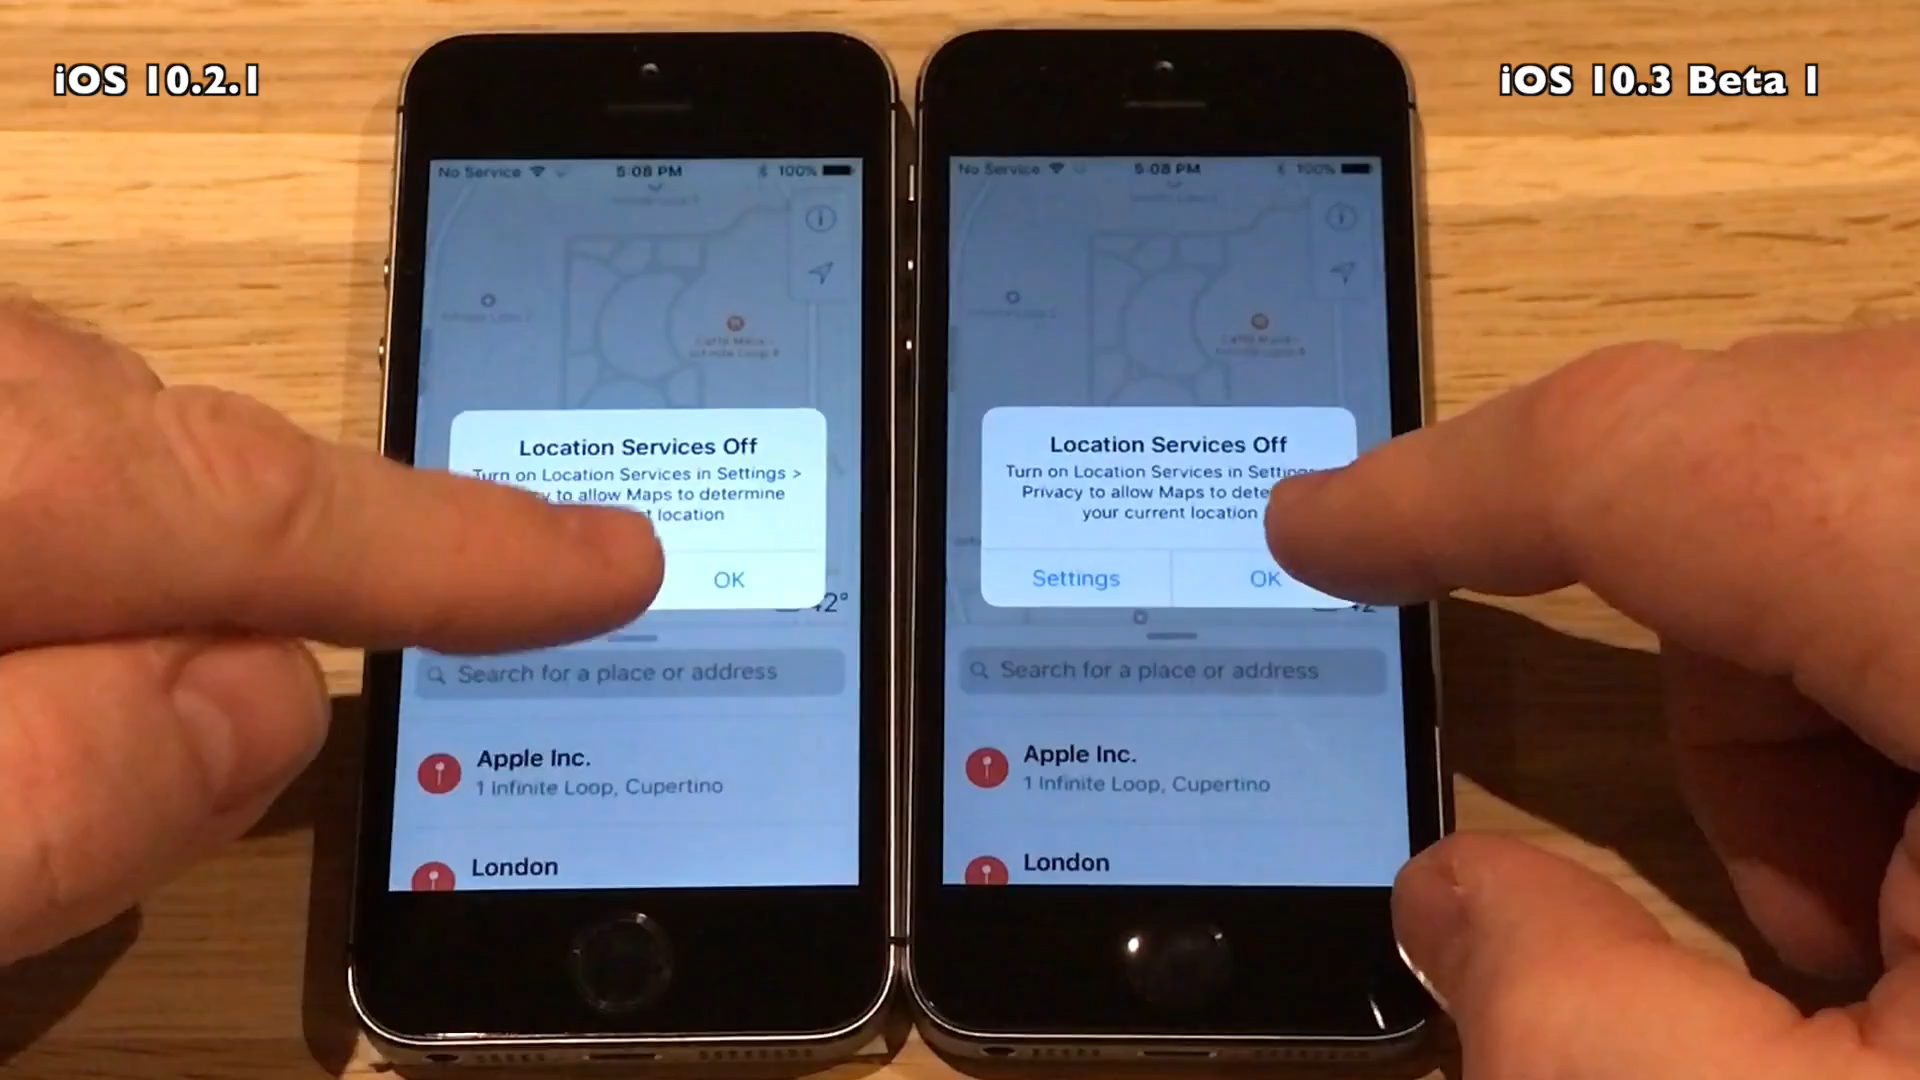 iOS 10.2.1
iOS 10.3 Beta 1
No Service
5:08 PM
100%
Location Services Off
Turn on Location Services in Settings >
to allow Maps to determine
location
OK
Search for a place or address
Apple Inc.
1 Infinite Loop, Cupertino
London
No Service
5:08 PM
100%
Location Services Off
Turn on Location Services in
Privacy to allow Maps to
your current location
Settings
OK
Search for a place or address
Apple Inc.
1 Infinite Loop, Cupertino
London